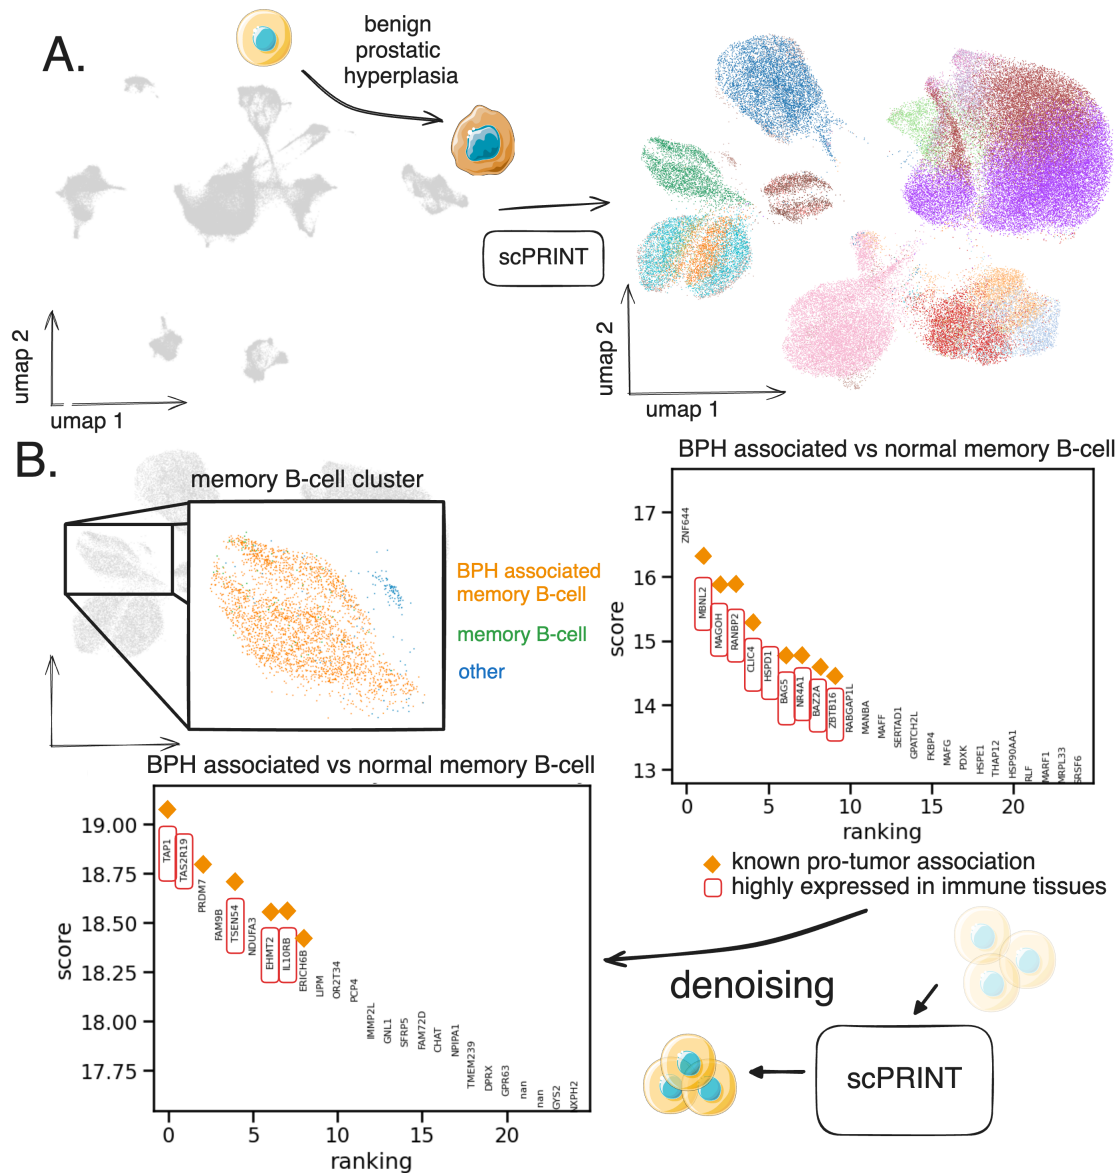 A.
benign
prostatic
hyperplasia
scPRINT
umap 2
umap 1
umap 2
umap 1
B.
memory B-cell cluster
BPH associated
memory B-cell
memory B-cell
other
BPH associated vs normal memory B-cell
score
17
16
15
14
13
ZNF644
MBNL2
MAGOH
RANBP2
CLIC4
HSPD1
BAG5
NR4A1
BAZ2A
ZBTB16
RABGAP1L
MANBA
MAFF
SERTAD1
GPATCH2L
FKBP4
MAFG
PDXK
HSPE1
THAP12
HSP90AA1
RLF
MARF1
MRPL33
SRSF6
0 5 10 15 20
ranking
known pro-tumor association
highly expressed in immune tissues
BPH associated vs normal memory B-cell
score
19.00
18.75
18.50
18.25
18.00
17.75
TAP1
TAS2R19
PRDM7
FAM9B
TSEN54
NDUFA3
EHMT2
IL10RB
ERICH6B
LIPM
OR2T34
PCP4
IMMP2L
GNL1
SFRP5
FAM72D
CHAT
NPIPA1
TMEM239
DPRX
GPR63
nan
nan
GYS2
NXPH2
0 5 10 15 20
ranking
denoising
scPRINT